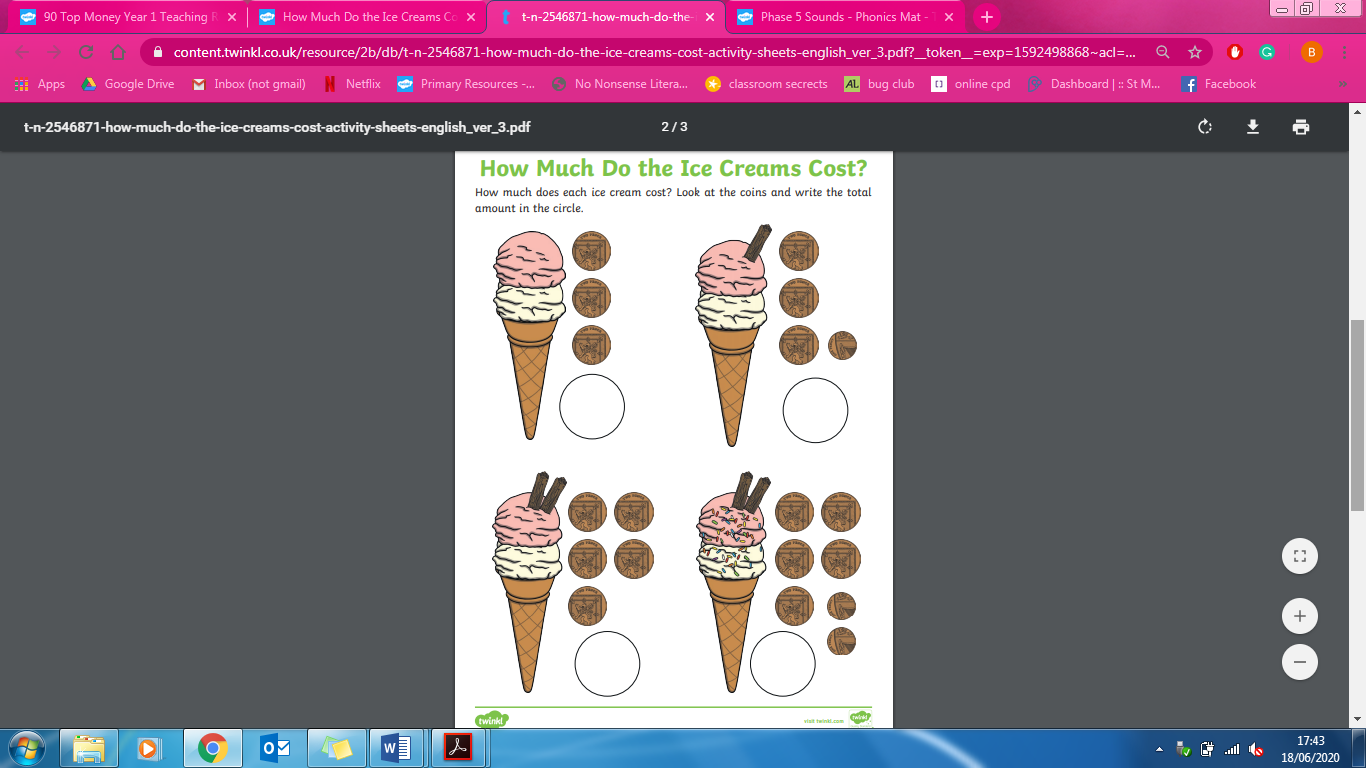 90 Top Money Year 1 Teaching R
How Much Do the Ice Creams Co
t-n-2546871-how-much-do-the-
Phase 5 Sounds - Phonics Mat - T
content.twinkl.co.uk/resource/2b/db/t-n-2546871-how-much-do-the-ice-creams-cost-activity-sheets-english_ver_3.pdf?__token__=exp=1592498868~acl=...
B
Apps
Google Drive
Inbox (not gmail)
Netflix
Primary Resources -...
No Nonsense Litera...
classroom secrects
AL
bug club
online cpd
Dashboard | :: St M...
Facebook
»
t-n-2546871-how-much-do-the-ice-creams-cost-activity-sheets-english_ver_3.pdf
2 / 3
How Much Do the Ice Creams Cost?
How much does each ice cream cost? Look at the coins and write the total
amount in the circle.
twinkl
visit twinkl.com
twinkl
17:43
18/06/2020